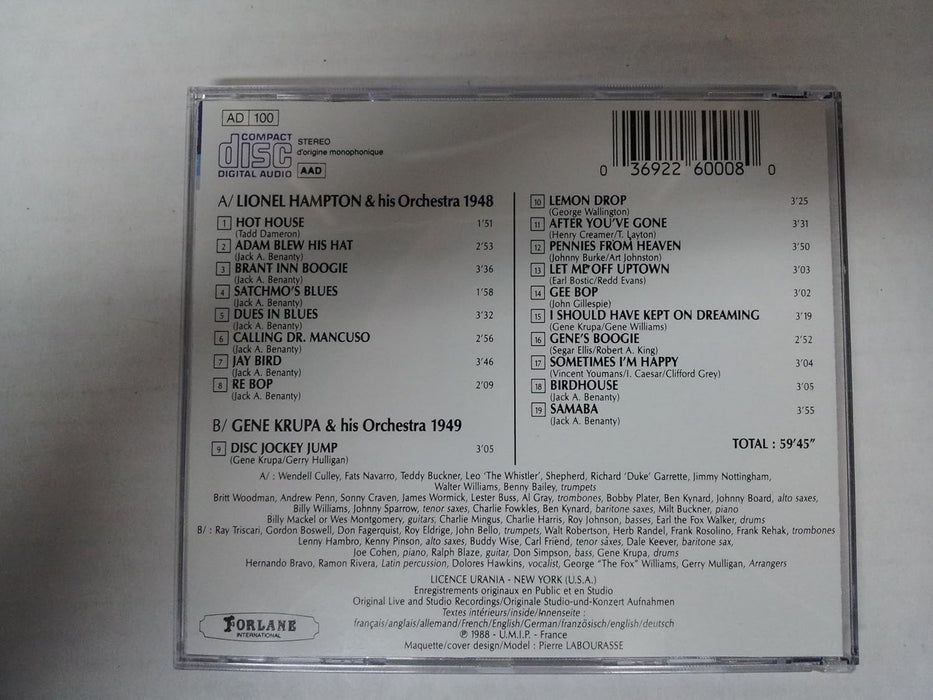 AD 100
COMPACT
disc
DIGITAL AUDIO
STEREO
d'origine monophonique
AAD
0 36922 60008 0
A/ LIONEL HAMPTON & his Orchestra 1948
1 HOT HOUSE 1'51
(Tadd Dameron)
2 ADAM BLEW HIS HAT 2'53
(Jack A. Benanty)
3 BRANT INN BOOGIE 3'36
(Jack A. Benanty)
4 SATCHMO'S BLUES 1'58
(Jack A. Benanty)
5 DUES IN BLUES 3'32
(Jack A. Benanty)
6 CALLING DR. MANCUSO 2'56
(Jack A. Benanty)
7 JAY BIRD 3'46
(Jack A. Benanty)
8 RE BOP 2'09
(Jack A. Benanty)
B/ GENE KRUPA & his Orchestra 1949
9 DISC JOCKEY JUMP 3'05
(Gene Krupa/Gerry Hulligan)
10 LEMON DROP 3'25
(George Wallington)
11 AFTER YOU'VE GONE 3'31
(Henry Creamer/T. Layton)
12 PENNIES FROM HEAVEN 3'50
(Johnny Burke/Art Johnston)
13 LET ME OFF UPTOWN 3'03
(Earl Bostic/Redd Evans)
14 GEE BOP 3'02
(John Gillespie)
15 I SHOULD HAVE KEPT ON DREAMING 3'19
(Gene Krupa/Gene Williams)
16 GENE'S BOOGIE 2'52
(Segar Ellis/Robert A. King)
17 SOMETIMES I'M HAPPY 3'04
(Vincent Youmans/I. Caesar/Clifford Grey)
18 BIRDHOUSE 3'05
(Jack A. Benanty)
19 SAMABA 3'55
(Jack A. Benanty)
TOTAL : 59'45"
A/ : Wendell Culley, Fats Navarro, Teddy Buckner, Leo 'The Whistler', Shepherd, Richard 'Duke' Garrette, Jimmy Nottingham,
Walter Williams, Benny Bailey, trumpets
Britt Woodman, Andrew Penn, Sonny Craven, James Wormick, Lester Buss, Al Gray, trombones, Bobby Plater, Ben Kynard, Johnny Board, alto saxes,
Billy Williams, Johnny Sparrow, tenor saxes, Charlie Fowkles, Ben Kynard, baritone saxes, Milt Buckner, piano
Billy Mackel or Wes Montgomery, guitars, Charlie Mingus, Charlie Harris, Roy Johnson, basses, Earl the Fox Walker, drums
B/ : Ray Triscari, Gordon Boswell, Don Fagerquist, Roy Eldrige, John Bello, trumpets, Walt Robertson, Herb Randel, Frank Rosolino, Frank Rehak, trombones
Lenny Hambro, Kenny Pinson, alto saxes, Buddy Wise, Carl Friend, tenor saxes, Dale Keever, baritone sax,
Joe Cohen, piano, Ralph Blaze, guitar, Don Simpson, bass, Gene Krupa, drums
Hernando Bravo, Ramon Rivera, Latin percussion, Dolores Hawkins, vocalist, George "The Fox" Williams, Gerry Mulligan, Arrangers
LICENCE URANIA - NEW YORK (U.S.A.)
Enregistrements originaux en Public et en Studio
Original Live and Studio Recordings/Originale Studio-und-Konzert Aufnahmen
Textes intérieurs/inside/Innenseite :
français/anglais/allemand/French/English/German/französisch/english/deutsch
℗ 1988 - U.M.I.P. - France
Maquette/cover design/Model : Pierre LABOURASSE
FORLANE
INTERNATIONAL